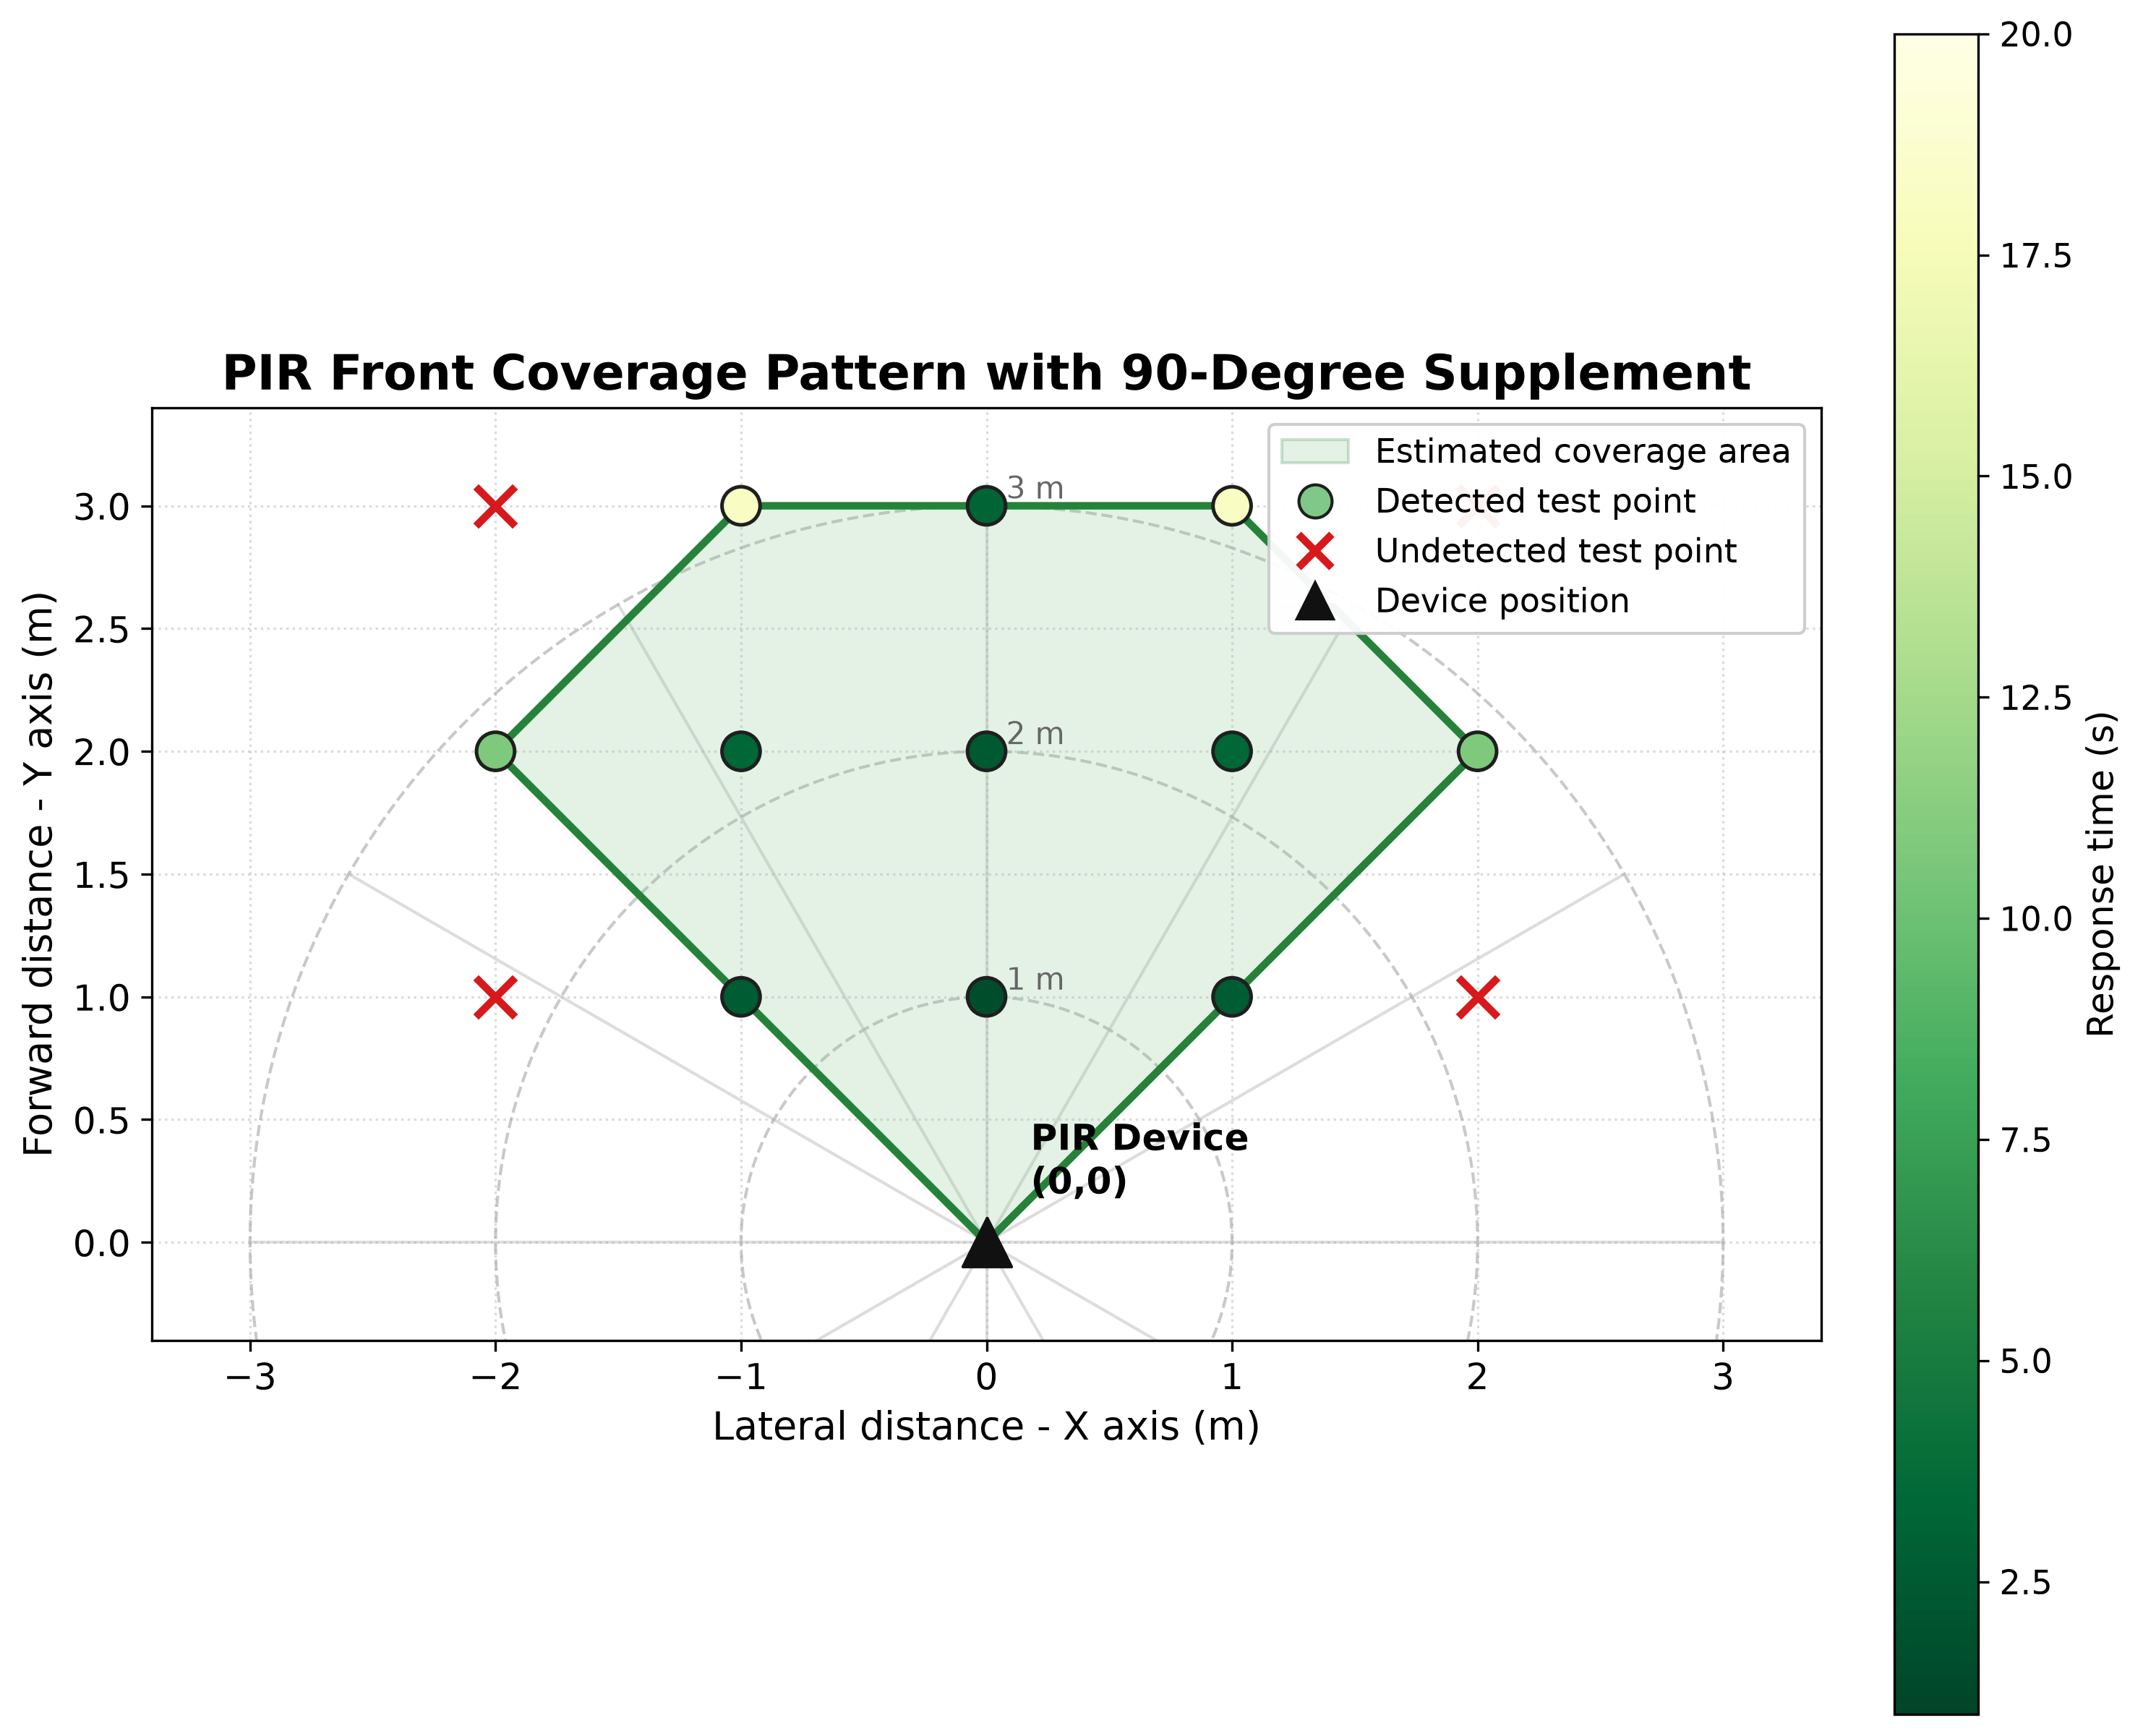 PIR Front Coverage Pattern with 90-Degree Supplement
Estimated coverage area
Detected test point
Undetected test point
Device position
3 m
2 m
1 m
PIR Device
(0,0)
Forward distance - Y axis (m)
3.0
2.5
2.0
1.5
1.0
0.5
0.0
−3
−2
−1
0
1
2
3
Lateral distance - X axis (m)
20.0
17.5
15.0
12.5
10.0
7.5
5.0
2.5
Response time (s)